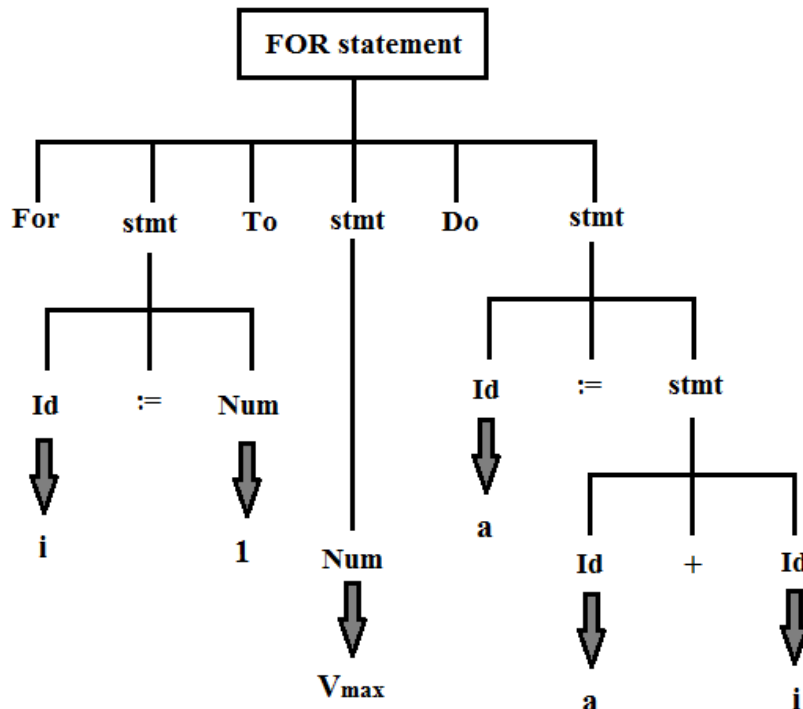 FOR statement
For stmt To stmt Do stmt
Id := Num Id := stmt
i 1 a
Num Id + Id
Vmax a i